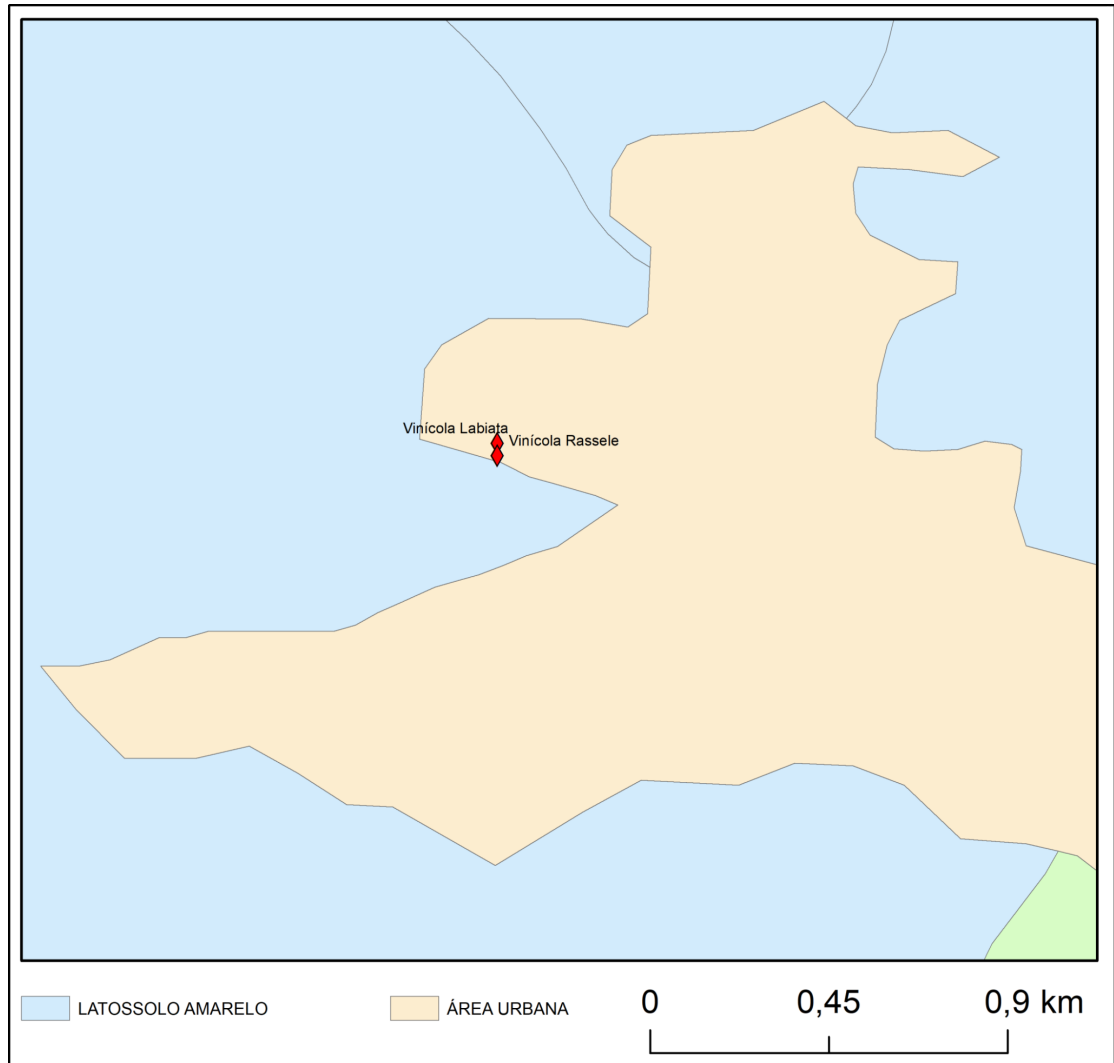 Vinícola Labiata
Vinícola Rassele
LATOSSOLO AMARELO
ÁREA URBANA
0
0,45
0,9 km